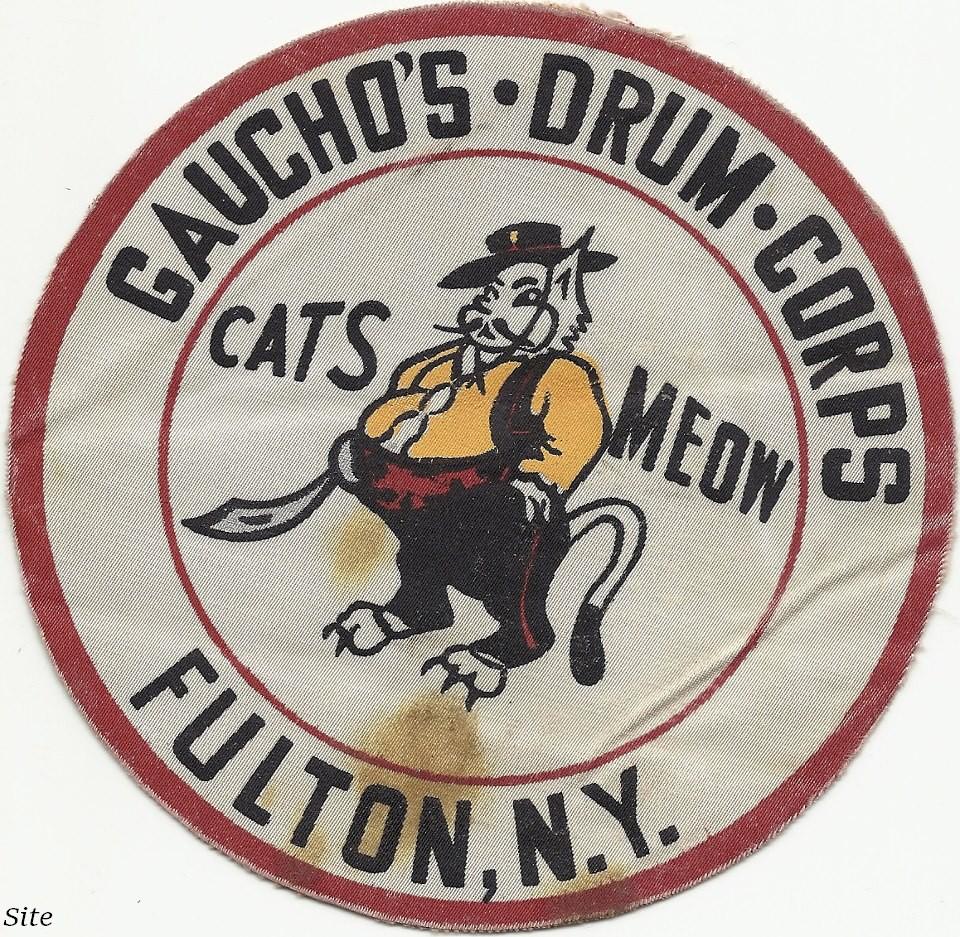 GAUCHO'S • DRUM • CORPS
CATS
MEOW
FULTON, N.Y.
Site